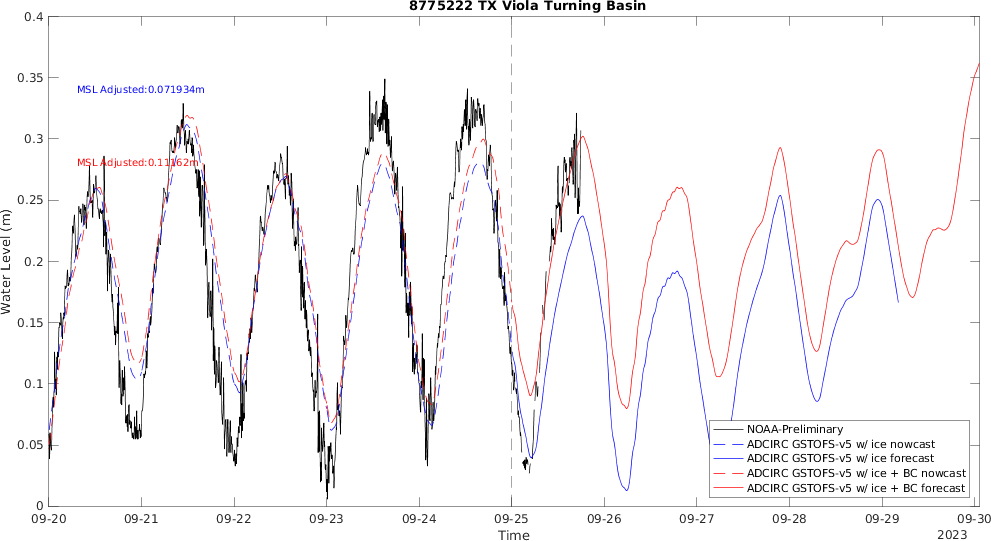 8775222 TX Viola Turning Basin
Water Level (m)
0.4
0.35
0.3
0.25
0.2
0.15
0.1
0.05
0
MSL Adjusted:0.071934m
MSL Adjusted:0.11162m
NOAA-Preliminary
ADCIRC GSTOFS-v5 w/ ice nowcast
ADCIRC GSTOFS-v5 w/ ice forecast
ADCIRC GSTOFS-v5 w/ ice + BC nowcast
ADCIRC GSTOFS-v5 w/ ice + BC forecast
09-20 09-21 09-22 09-23 09-24 09-25 09-26 09-27 09-28 09-29 09-30
Time
2023